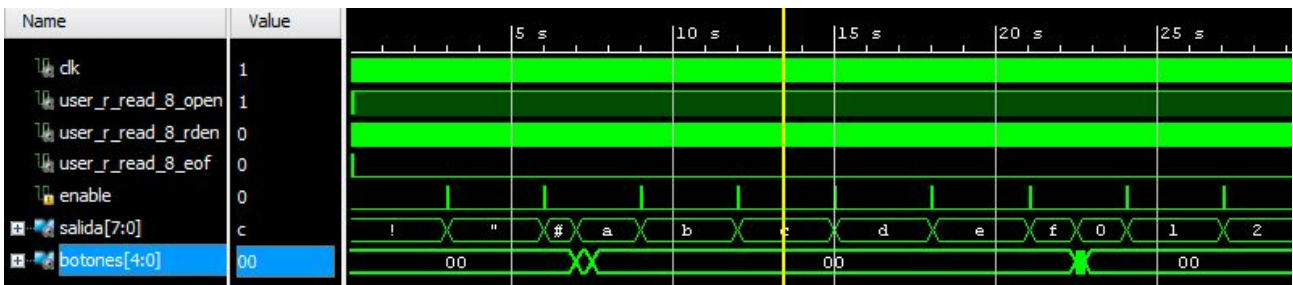 Name Value
5 s 10 s 15 s 20 s 25 s
clk 1
user_r_read_8_open 1
user_r_read_8_rden 0
user_r_read_8_eof 0
enable 0
salida[7:0] c ! " # a b c d e f 0 1 2
botones[4:0] 00 00 00 00